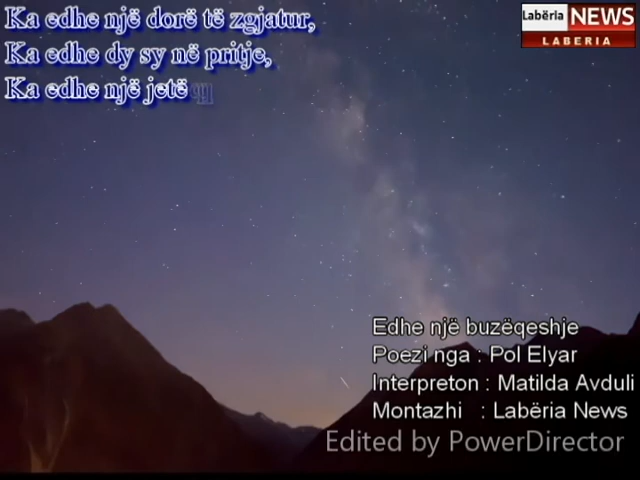 Ka edhe një dorë të zgjatur,
Ka edhe dy sy në pritje,
Ka edhe një jetë
Labëria NEWS
LABERIA
Edhe një buzëqeshje
Poezi nga : Pol Elyar
Interpreton : Matilda Avduli
Montazhi : Labëria News
Edited by PowerDirector